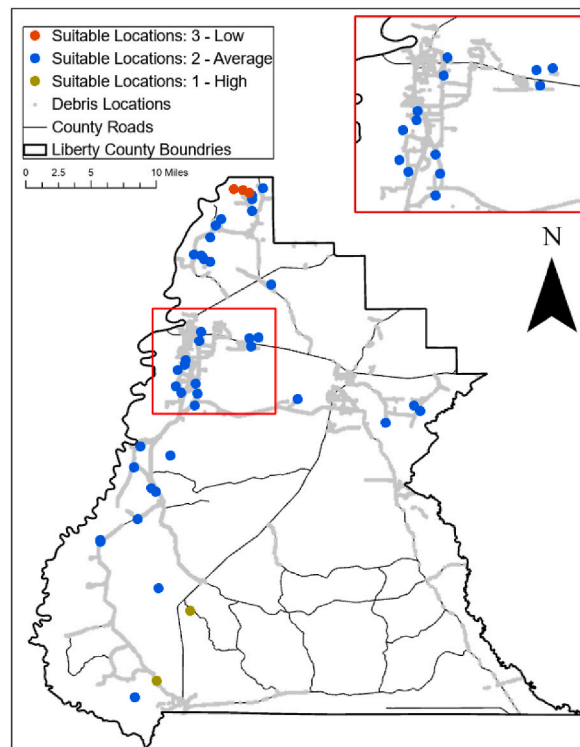 Suitable Locations: 3 - Low
Suitable Locations: 2 - Average
Suitable Locations: 1 - High
Debris Locations
County Roads
Liberty County Boundries
0 2.5 5 10 Miles
N